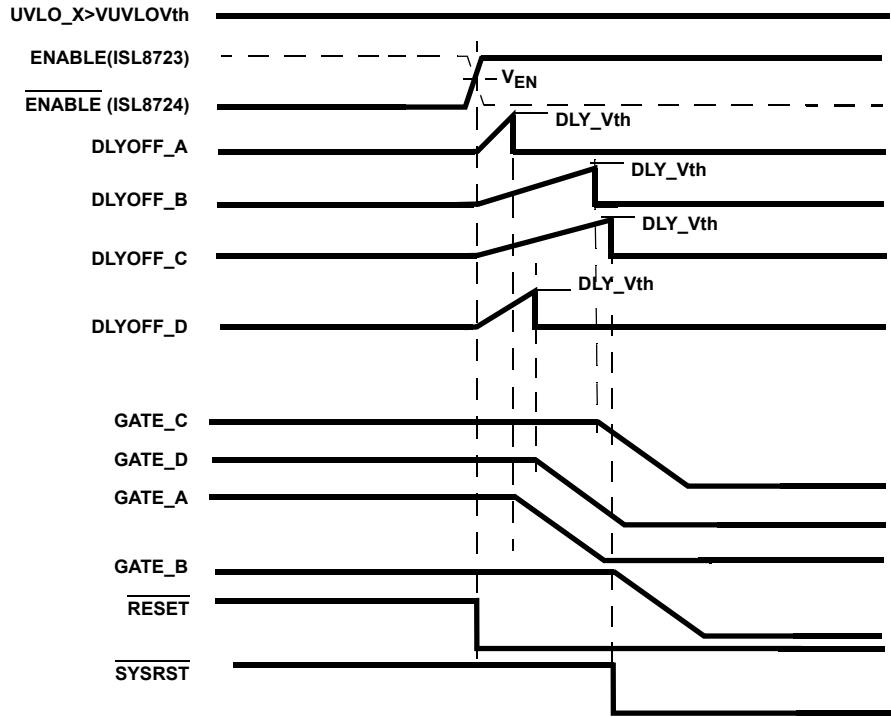 UVLO_X>VUVLOVth
ENABLE(ISL8723)
VEN
ENABLE (ISL8724)
DLY_Vth
DLYOFF_A
DLY_Vth
DLYOFF_B
DLY_Vth
DLYOFF_C
DLY_Vth
DLYOFF_D
GATE_C
GATE_D
GATE_A
GATE_B
RESET
SYSRST